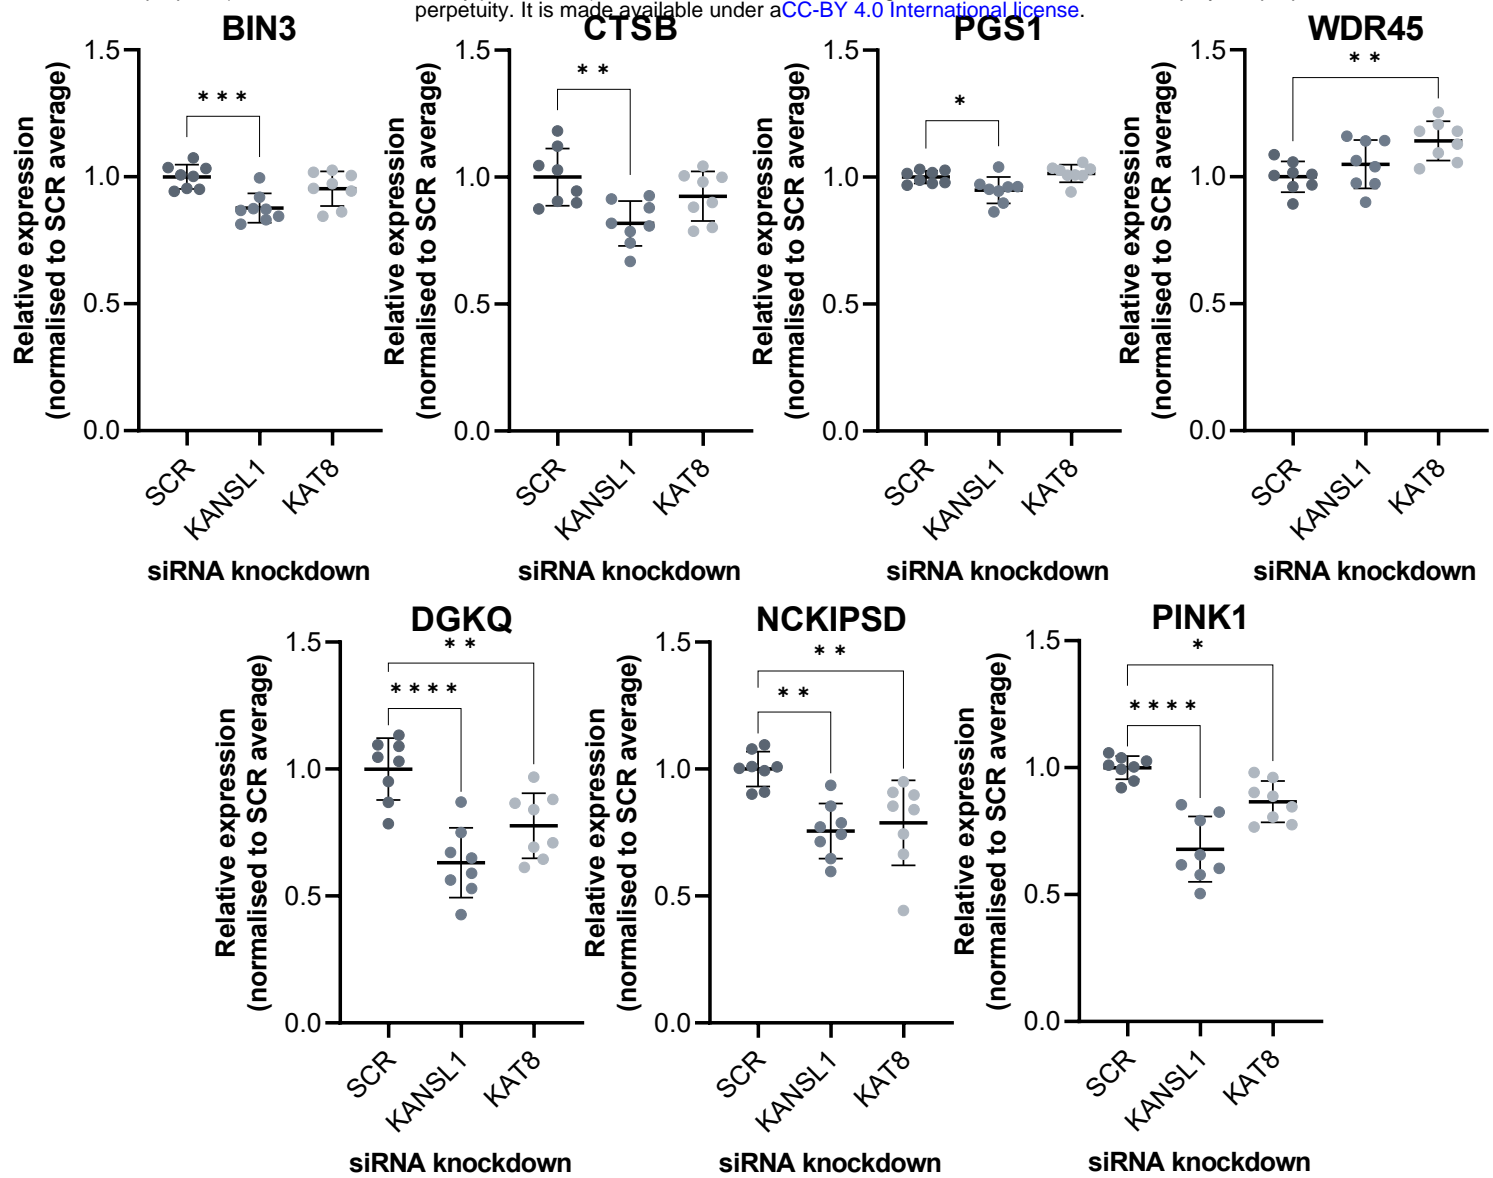 perpetuity. It is made available under aCC-BY 4.0 International license.
BIN3
CTSB
PGS1
WDR45
Relative expression
(normalised to SCR average)
1.5
1.0
0.5
0.0
***
SCR
KANSL1
KAT8
siRNA knockdown
Relative expression
(normalised to SCR average)
1.5
1.0
0.5
0.0
**
SCR
KANSL1
KAT8
siRNA knockdown
Relative expression
(normalised to SCR average)
1.5
1.0
0.5
0.0
*
SCR
KANSL1
KAT8
siRNA knockdown
Relative expression
(normalised to SCR average)
1.5
1.0
0.5
0.0
**
SCR
KANSL1
KAT8
siRNA knockdown
DGKQ
NCKIPSD
PINK1
Relative expression
(normalised to SCR average)
1.5
1.0
0.5
0.0
**
****
SCR
KANSL1
KAT8
siRNA knockdown
Relative expression
(normalised to SCR average)
1.5
1.0
0.5
0.0
**
**
SCR
KANSL1
KAT8
siRNA knockdown
Relative expression
(normalised to SCR average)
1.5
1.0
0.5
0.0
*
****
SCR
KANSL1
KAT8
siRNA knockdown